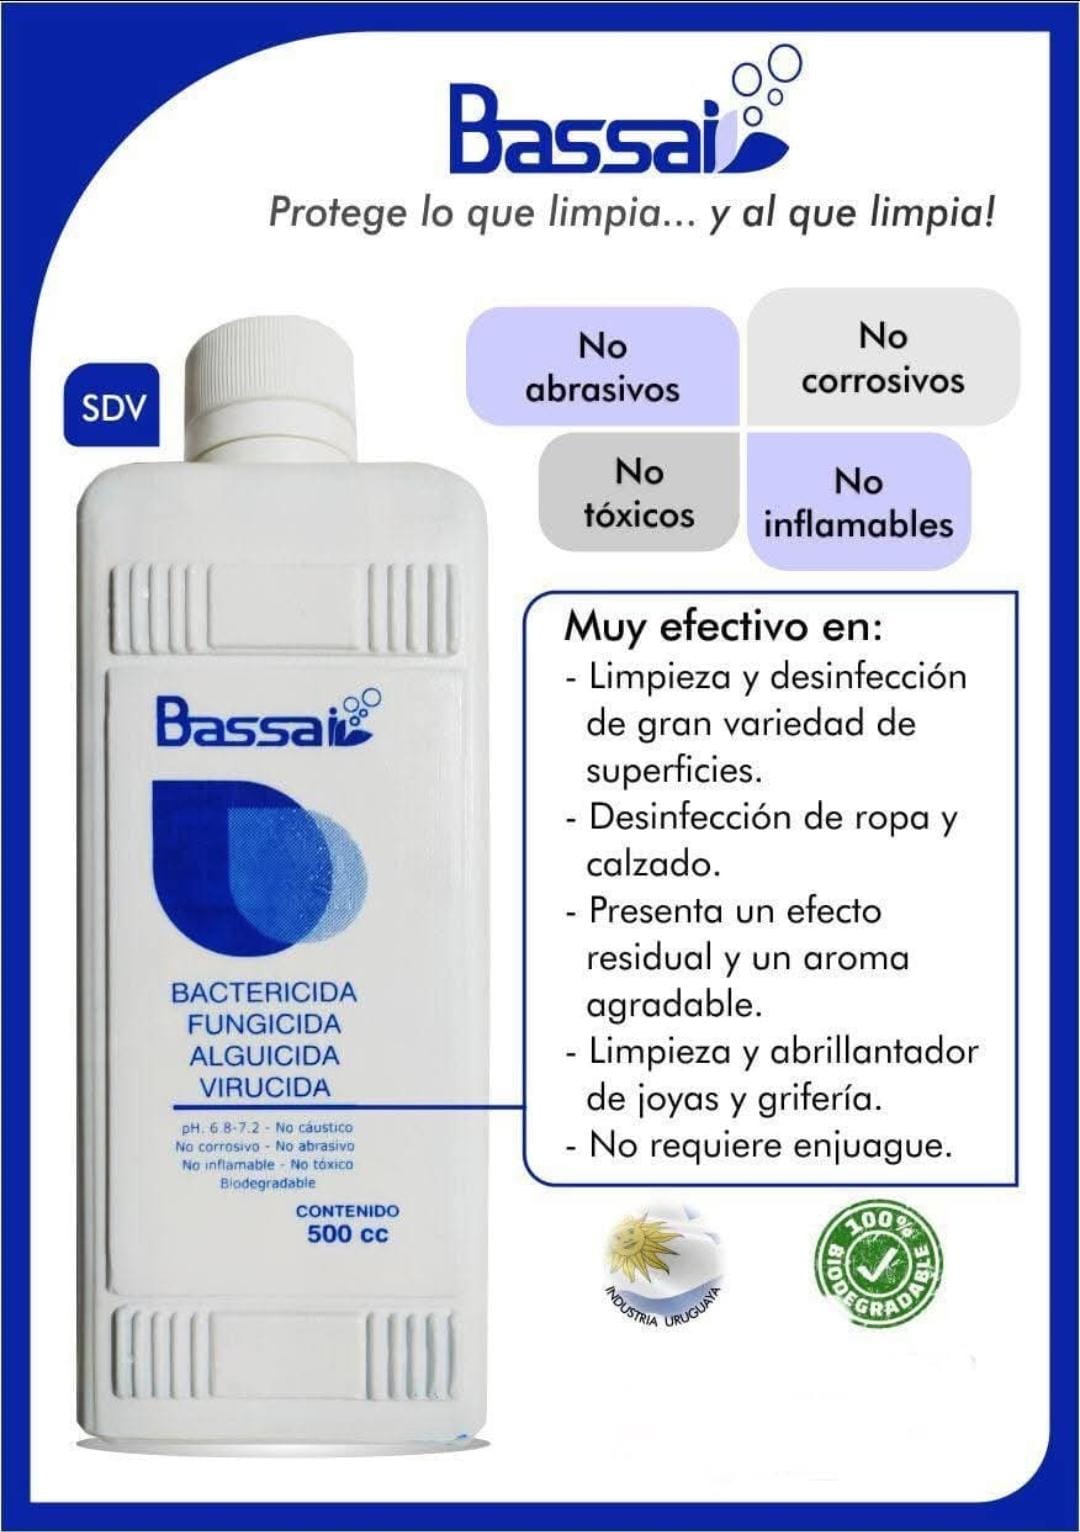 Bassai
Protege lo que limpia... y al que limpia!
No
abrasivos
No
corrosivos
No
tóxicos
No
inflamables
SDV
Bassai
BACTERICIDA
FUNGICIDA
ALGUICIDA
VIRUCIDA
pH. 6.8-7.2 - No cáustico
No corrosivo - No abrasivo
No inflamable - No tóxico
Biodegradable
CONTENIDO
500 cc
Muy efectivo en:
- Limpieza y desinfección
de gran variedad de
superficies.
- Desinfección de ropa y
calzado.
- Presenta un efecto
residual y un aroma
agradable.
- Limpieza y abrillantador
de joyas y grifería.
- No requiere enjuague.
INDUSTRIA URUGUAYA
100%
BIODEGRADABLE